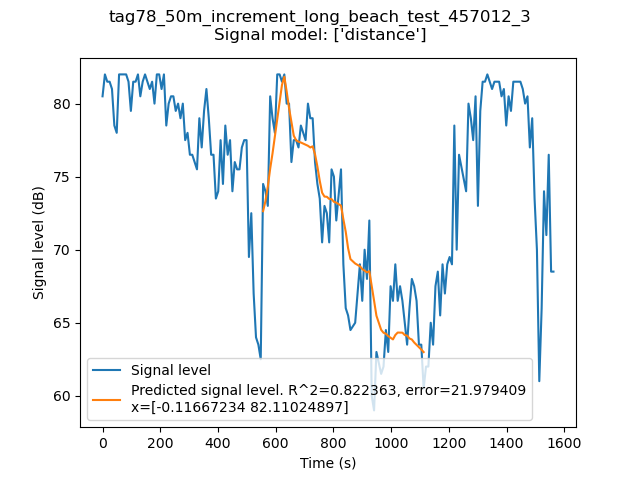 tag78_50m_increment_long_beach_test_457012_3
Signal model: ['distance']
80
75
70
65
60
Signal level (dB)
Signal level
Predicted signal level. R^2=0.822363, error=21.979409
x=[-0.11667234 82.11024897]
0 200 400 600 800 1000 1200 1400 1600
Time (s)